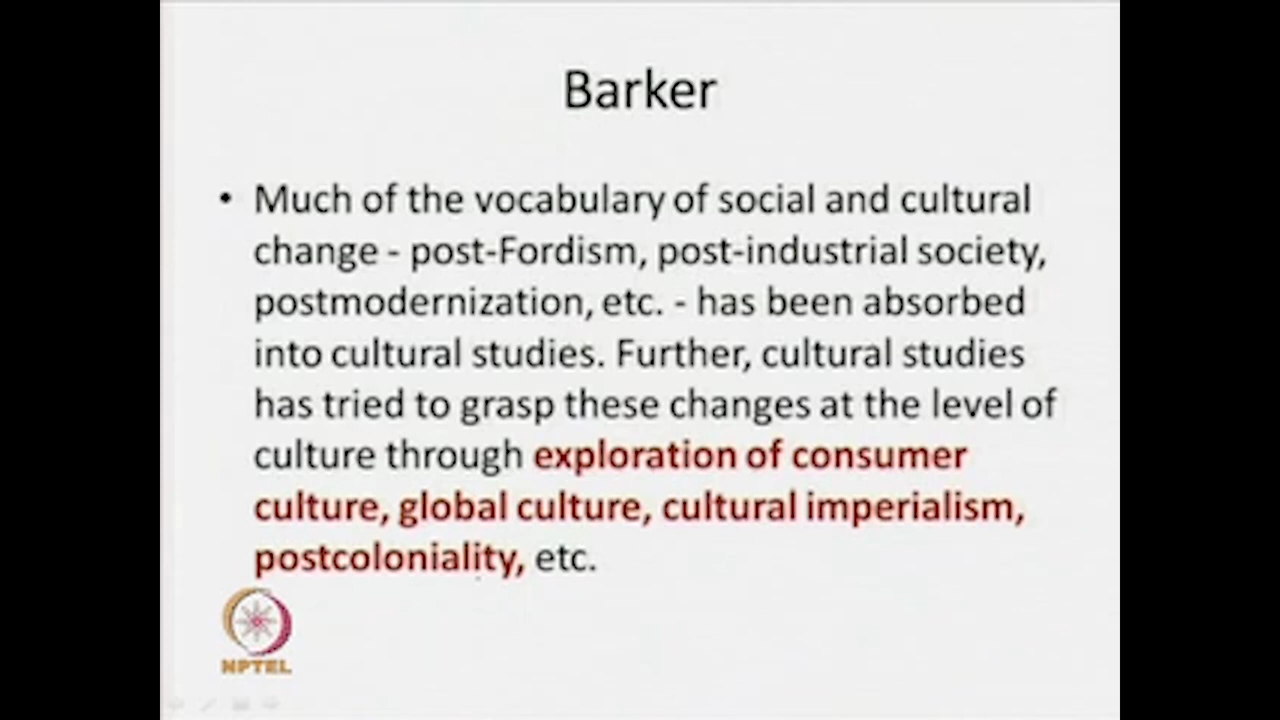 Barker
• Much of the vocabulary of social and cultural
change - post-Fordism, post-industrial society,
postmodernization, etc. - has been absorbed
into cultural studies. Further, cultural studies
has tried to grasp these changes at the level of
culture through exploration of consumer
culture, global culture, cultural imperialism,
postcoloniality, etc.
NPTEL